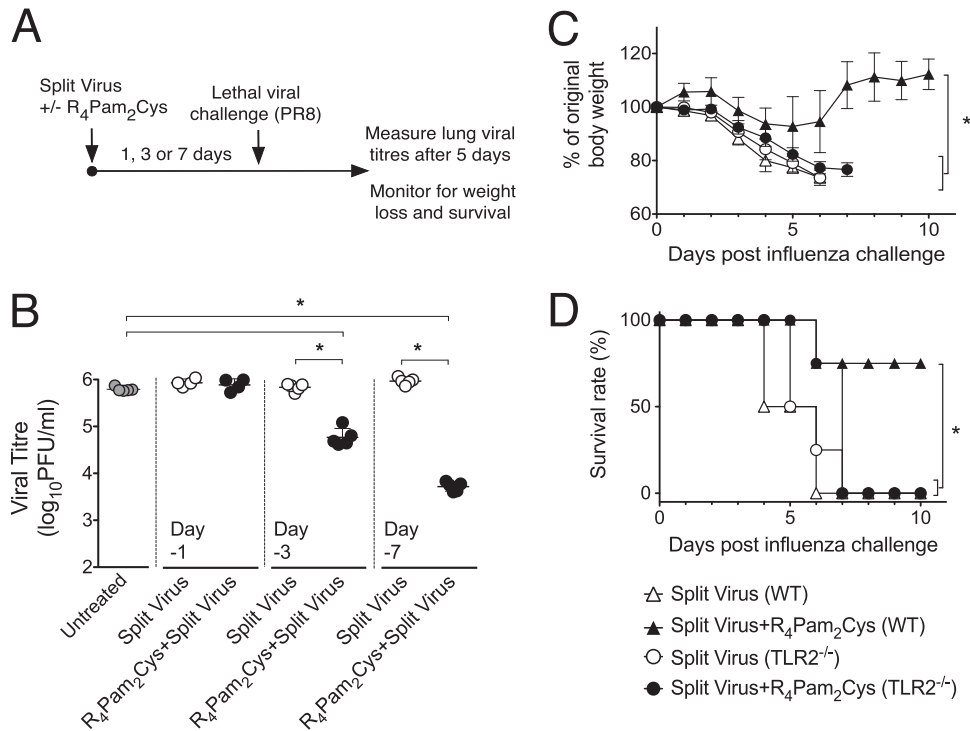 A
Split Virus
+/- R₄Pam₂Cys
Lethal viral
challenge (PR8)
1, 3 or 7 days
Measure lung viral
titres after 5 days
Monitor for weight
loss and survival
B
*
*
*
Viral Titre
(log₁₀PFU/ml)
6
5
4
3
2
Day
-1
Day
-3
Day
-7
Untreated
Split Virus
R₄Pam₂Cys+Split Virus
Split Virus
R₄Pam₂Cys+Split Virus
Split Virus
R₄Pam₂Cys+Split Virus
C
% of original
body weight
120
100
80
60
0
5
10
*
Days post influenza challenge
D
Survival rate (%)
100
50
0
0
5
10
*
Days post influenza challenge
Split Virus (WT)
Split Virus+R₄Pam₂Cys (WT)
Split Virus (TLR2⁻/⁻)
Split Virus+R₄Pam₂Cys (TLR2⁻/⁻)